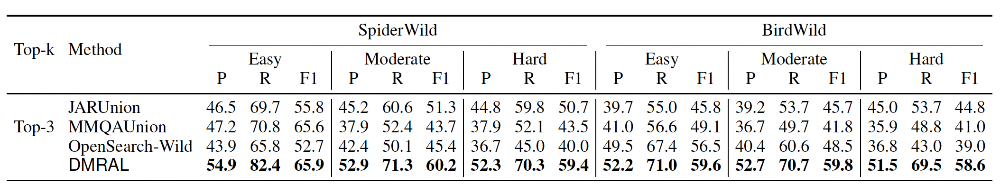 SpiderWild BirdWild
Top-k Method
Easy Moderate Hard Easy Moderate Hard
P R F1 P R F1 P R F1 P R F1 P R F1 P R F1
JARUnion 46.5 69.7 55.8 45.2 60.6 51.3 44.8 59.8 50.7 39.7 55.0 45.8 39.2 53.7 45.7 45.0 53.7 44.8
Top-3 MMQAUnion 47.2 70.8 65.6 37.9 52.4 43.7 37.9 52.1 43.5 41.0 56.6 49.1 36.7 49.7 41.8 35.9 48.8 41.0
OpenSearch-Wild 43.9 65.8 52.7 42.4 50.1 45.4 36.7 45.0 40.0 49.5 67.4 56.5 40.4 60.6 48.5 36.8 43.0 39.0
DMRAL 54.9 82.4 65.9 52.9 71.3 60.2 52.3 70.3 59.4 52.2 71.0 59.6 52.7 70.7 59.8 51.5 69.5 58.6